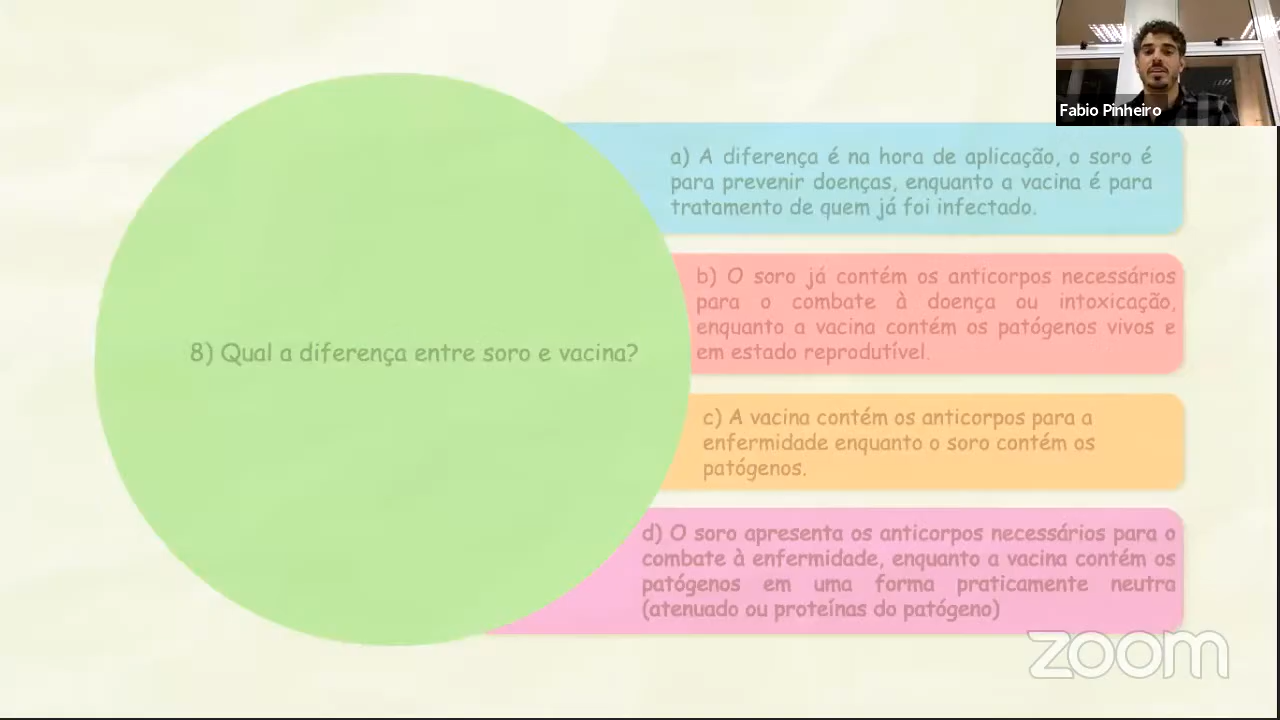 Fabio Pinheiro
8) Qual a diferença entre soro e vacina?
a) A diferença é na hora de aplicação, o soro é
para prevenir doenças, enquanto a vacina é para
tratamento de quem já foi infectado.
b) O soro já contém os anticorpos necessários
para o combate à doença ou intoxicação,
enquanto a vacina contém os patógenos vivos e
em estado reprodutível.
c) A vacina contém os anticorpos para a
enfermidade enquanto o soro contém os
patógenos.
d) O soro apresenta os anticorpos necessários para o
combate à enfermidade, enquanto a vacina contém os
patógenos em uma forma praticamente neutra
(atenuado ou proteínas do patógeno)
zoom